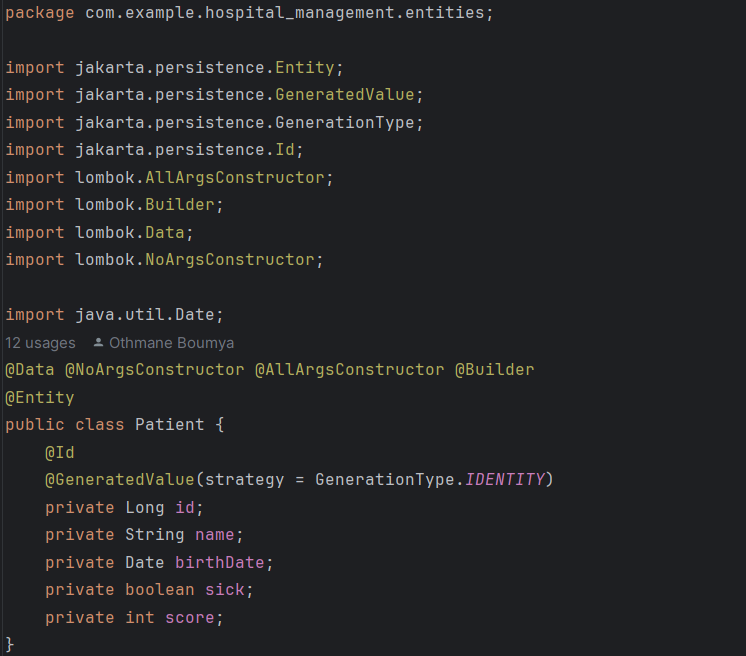 package com.example.hospital_management.entities;
import jakarta.persistence.Entity;
import jakarta.persistence.GeneratedValue;
import jakarta.persistence.GenerationType;
import jakarta.persistence.Id;
import lombok.AllArgsConstructor;
import lombok.Builder;
import lombok.Data;
import lombok.NoArgsConstructor;
import java.util.Date;
12 usages Othmane Boumya
@Data @NoArgsConstructor @AllArgsConstructor @Builder
@Entity
public class Patient {
@Id
@GeneratedValue(strategy = GenerationType.IDENTITY)
private Long id;
private String name;
private Date birthDate;
private boolean sick;
private int score;
}